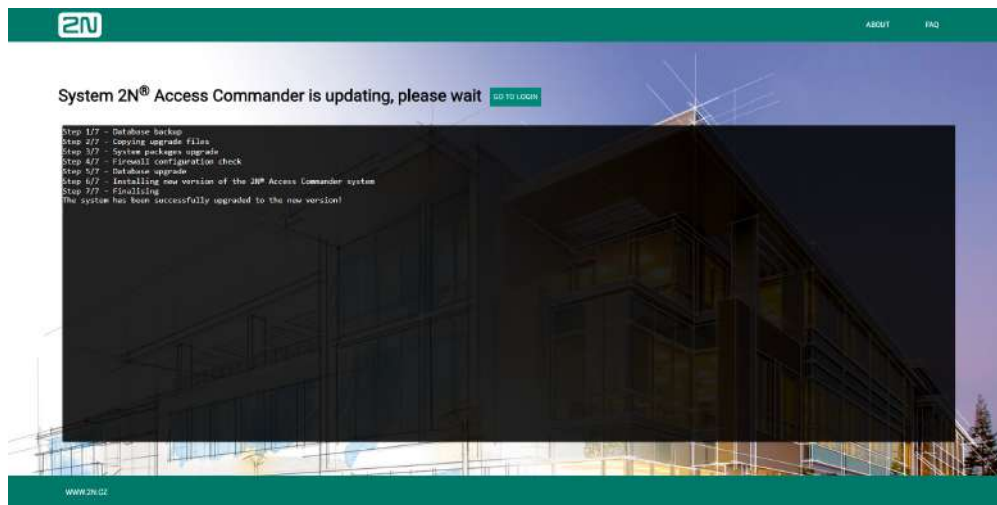 2N
ABOUT FAQ
System 2N® Access Commander is updating, please wait GO TO LOGIN
Step 1/7 - Database backup
Step 2/7 - Copying upgrade files
Step 3/7 - System packages upgrade
Step 4/7 - Firewall configuration check
Step 5/7 - Database upgrade
Step 6/7 - Installing new version of the 2N® Access Commander system
Step 7/7 - Finalising
The system has been successfully upgraded to the new version!
WWW.2N.CZ